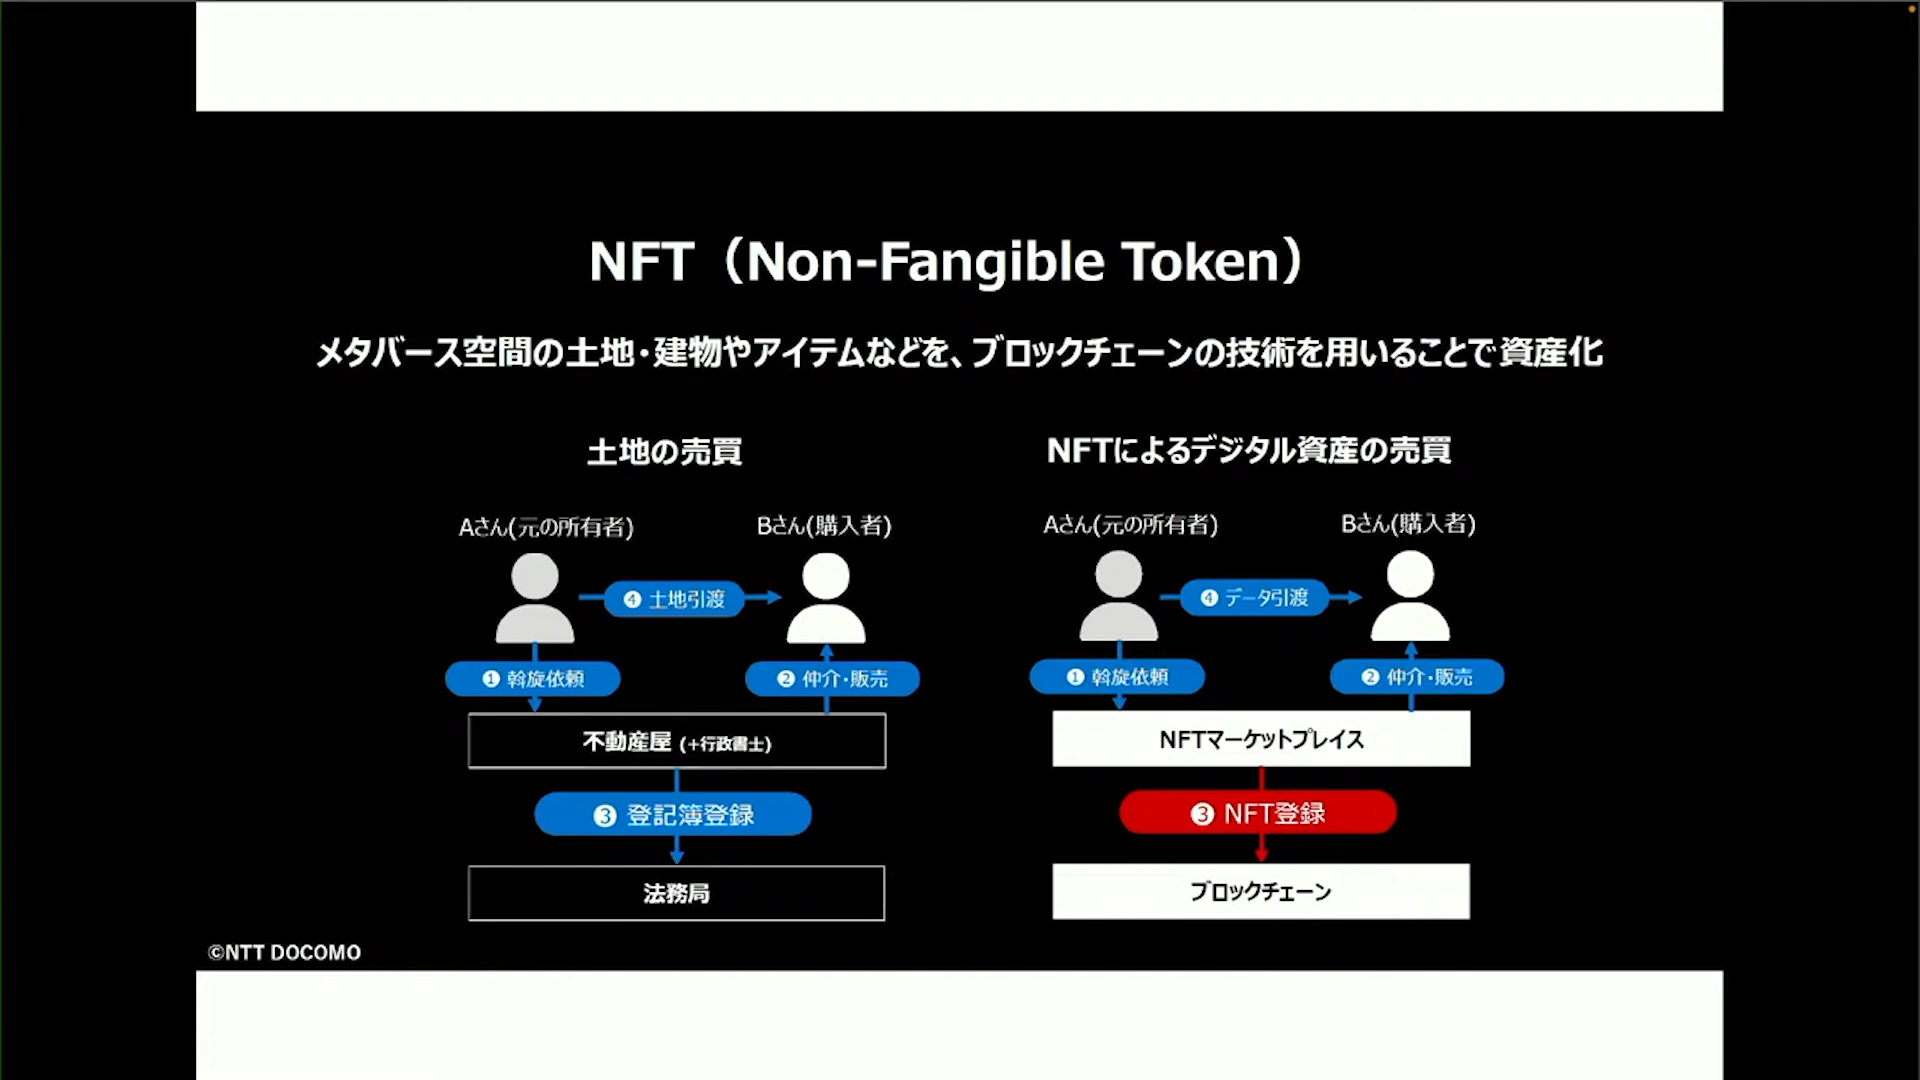 NFT（Non-Fangible Token）
メタバース空間の土地・建物やアイテムなどを、ブロックチェーンの技術を用いることで資産化
土地の売買
Aさん(元の所有者)
Bさん(購入者)
❹ 土地引渡
❶ 斡旋依頼
❷ 仲介・販売
不動産屋 (+行政書士)
❸ 登記簿登録
法務局
NFTによるデジタル資産の売買
Aさん(元の所有者)
Bさん(購入者)
❹ データ引渡
❶ 斡旋依頼
❷ 仲介・販売
NFTマーケットプレイス
❸ NFT登録
ブロックチェーン
©NTT DOCOMO